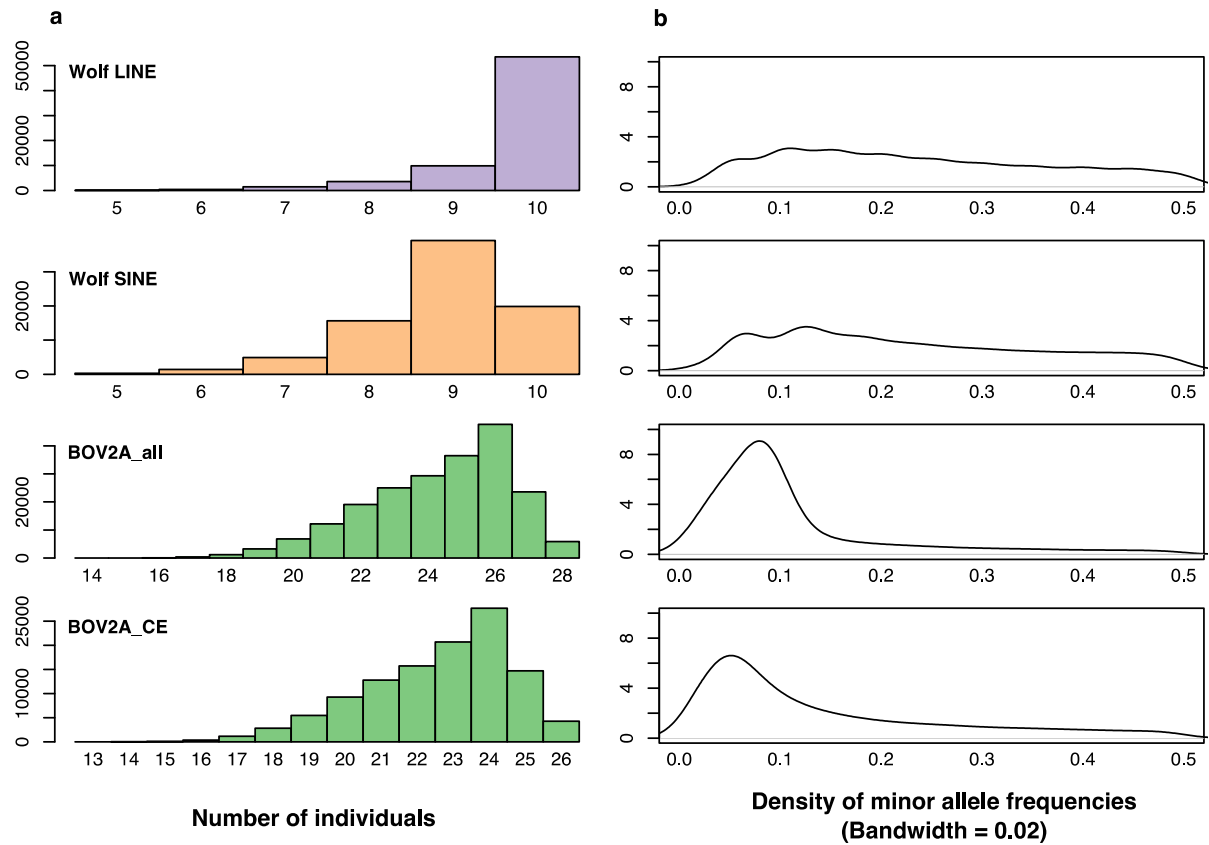 a
b
Wolf LINE
0
20000
50000
5 6 7 8 9 10
0 4 8
0.0 0.1 0.2 0.3 0.4 0.5
Wolf SINE
0
20000
5 6 7 8 9 10
0 4 8
0.0 0.1 0.2 0.3 0.4 0.5
BOV2A_all
0
20000
14 16 18 20 22 24 26 28
0 4 8
0.0 0.1 0.2 0.3 0.4 0.5
BOV2A_CE
0
10000
25000
13 14 15 16 17 18 19 20 21 22 23 24 25 26
0 4 8
0.0 0.1 0.2 0.3 0.4 0.5
Number of individuals
Density of minor allele frequencies
(Bandwidth = 0.02)